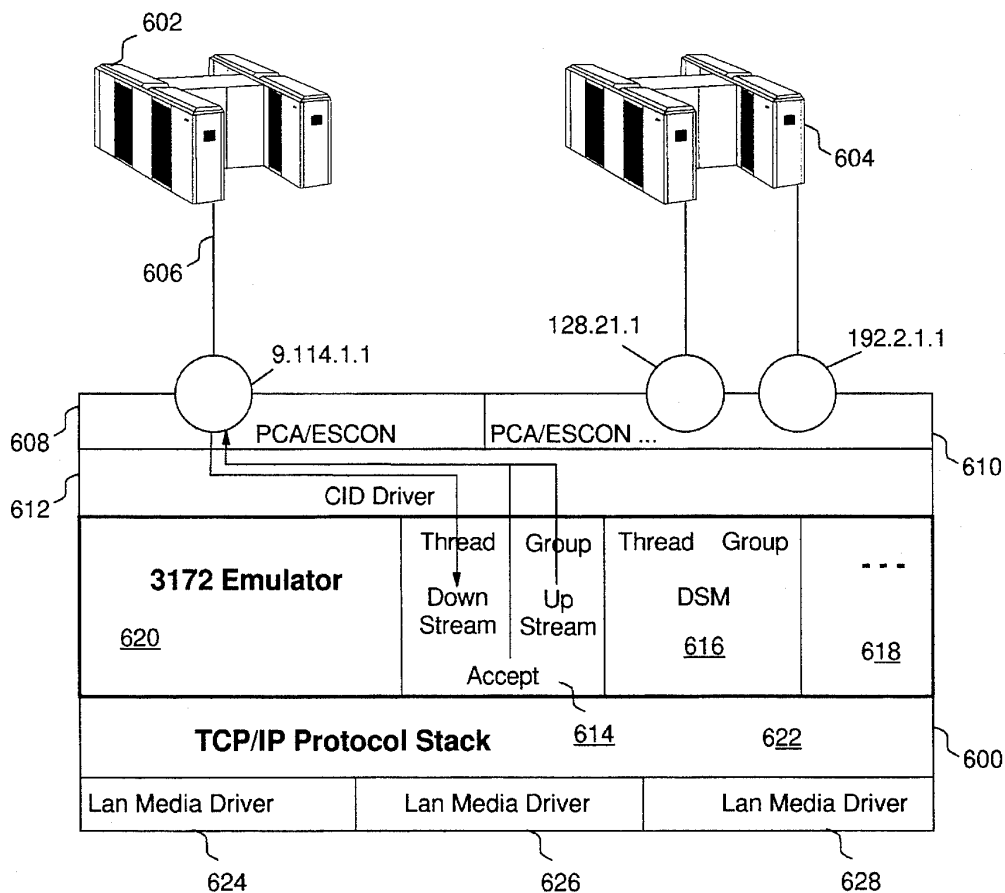 602
604
606
128.21.1
9.114.1.1
192.2.1.1
608
PCA/ESCON
PCA/ESCON ...
610
612
CID Driver
Thread Group
Thread Group
3172 Emulator
Down Stream
Up Stream
DSM
620
616
618
Accept
TCP/IP Protocol Stack
614
622
600
Lan Media Driver
Lan Media Driver
Lan Media Driver
624
626
628